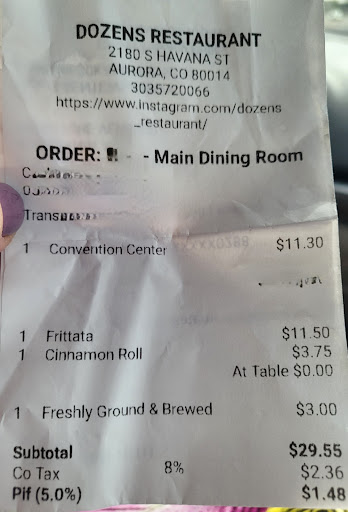 DOZENS RESTAURANT
2180 S HAVANA ST
AURORA, CO 80014
3035720066
https://www.instagram.com/dozens
_restaurant/
ORDER: - - Main Dining Room
1 Convention Center $11.30
1 Frittata $11.50
1 Cinnamon Roll $3.75
At Table $0.00
1 Freshly Ground & Brewed $3.00
Subtotal $29.55
Co Tax 8% $2.36
Pif (5.0%) $1.48